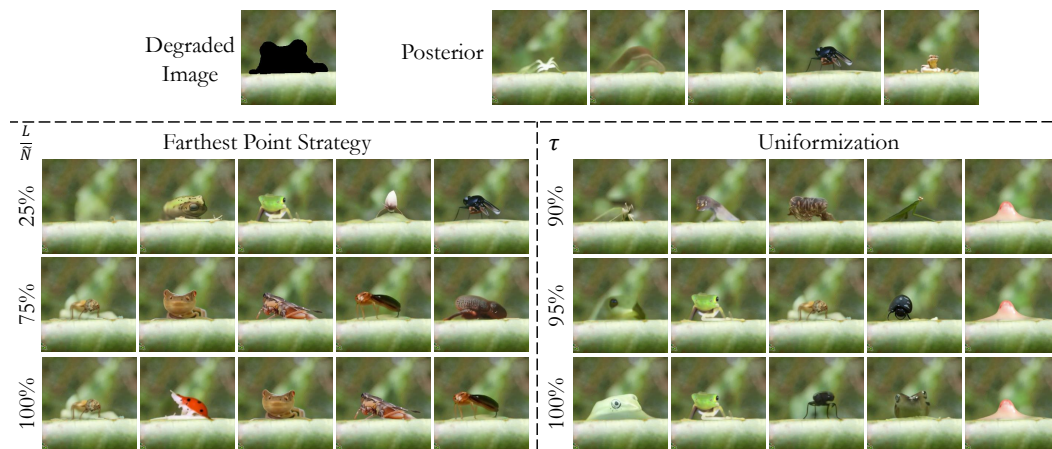 Degraded
Image
Posterior
L/Ñ
Farthest Point Strategy
τ
Uniformization
25%
90%
75%
95%
100%
100%